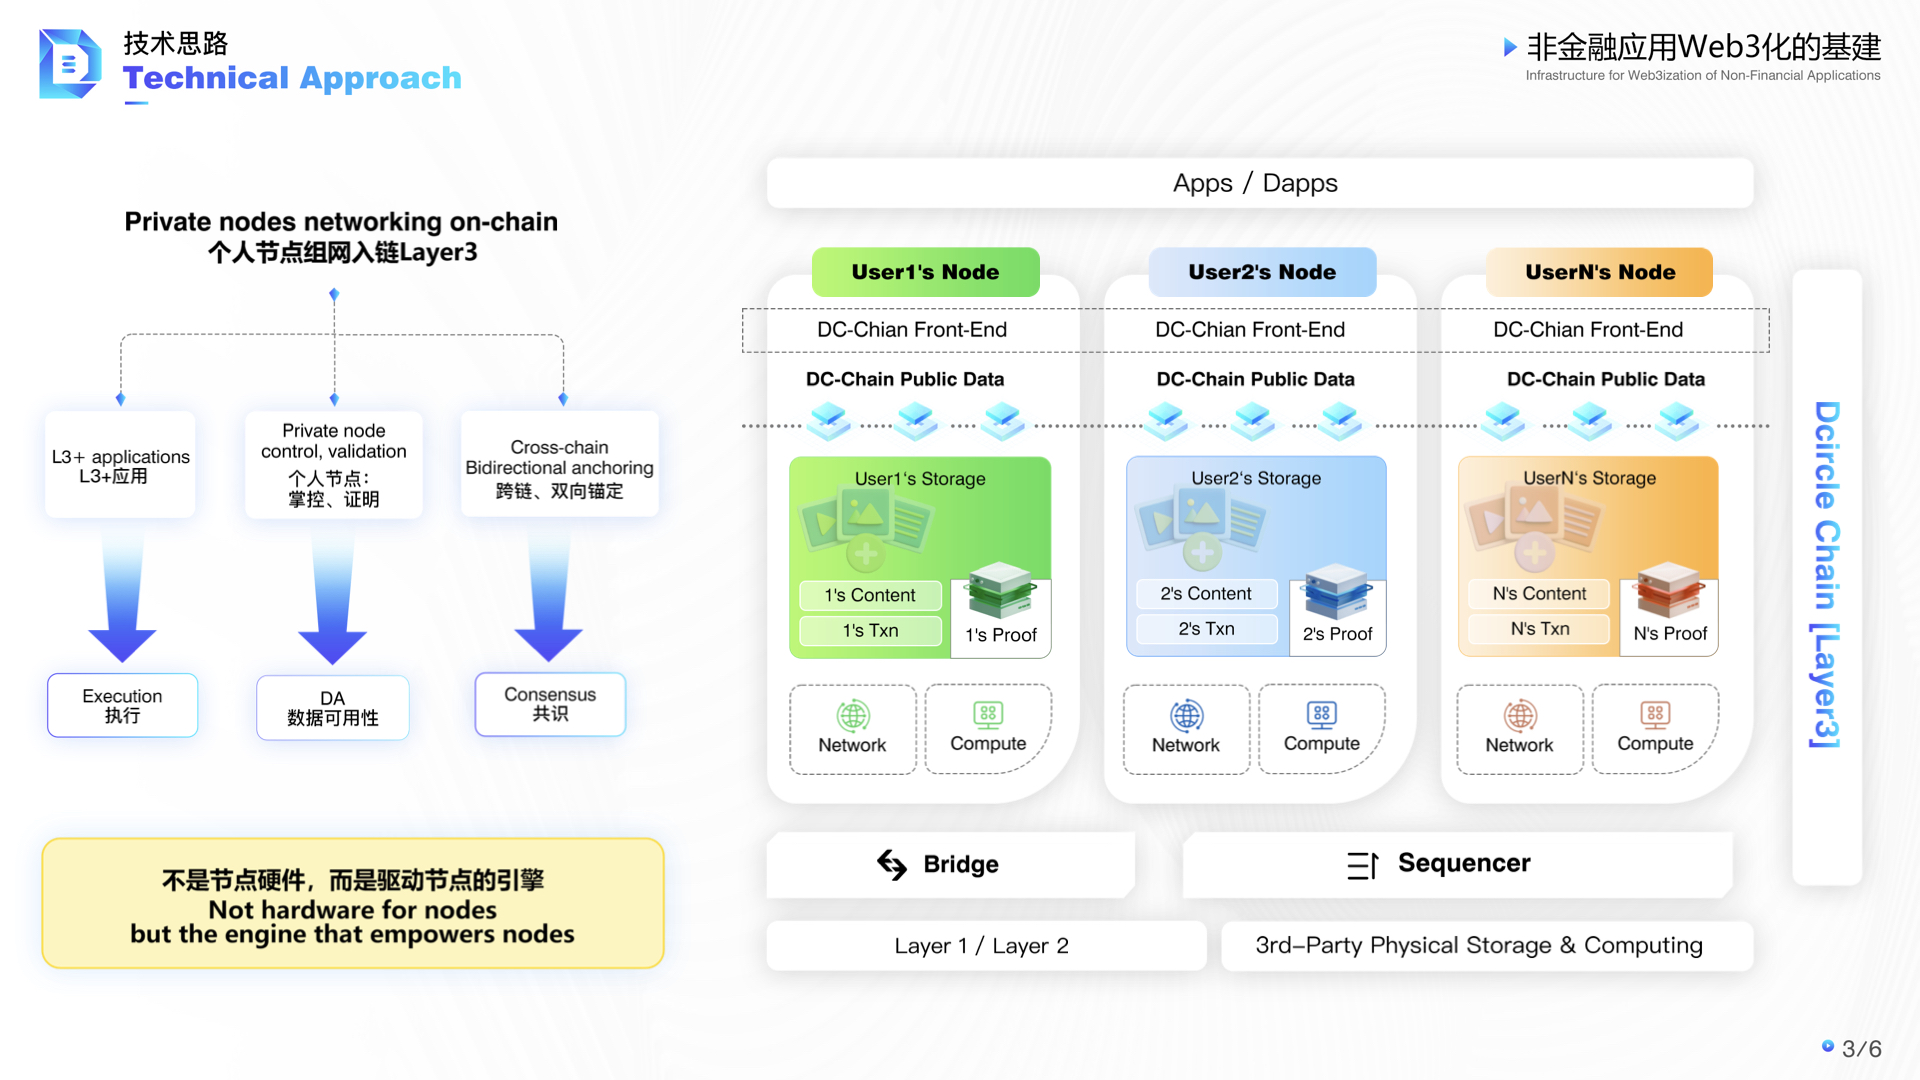 技术思路
Technical Approach
非金融应用Web3化的基建
Infrastructure for Web3ization of Non-Financial Applications
Private nodes networking on-chain
个人节点组网入链Layer3
L3+ applications
L3+应用
Private node
control, validation
个人节点：
掌控、证明
Cross-chain
Bidirectional anchoring
跨链、双向锚定
Execution
执行
DA
数据可用性
Consensus
共识
不是节点硬件，而是驱动节点的引擎
Not hardware for nodes
but the engine that empowers nodes
Apps / Dapps
User1's Node
User2's Node
UserN's Node
DC-Chian Front-End
DC-Chian Front-End
DC-Chian Front-End
DC-Chain Public Data
DC-Chain Public Data
DC-Chain Public Data
User1‘s Storage
1's Content
1's Txn
1's Proof
User2‘s Storage
2's Content
2's Txn
2's Proof
UserN‘s Storage
N's Content
N's Txn
N's Proof
Network
Compute
Network
Compute
Network
Compute
Bridge
Sequencer
Layer 1 / Layer 2
3rd–Party Physical Storage & Computing
Dcircle Chain [Layer3]
3/6